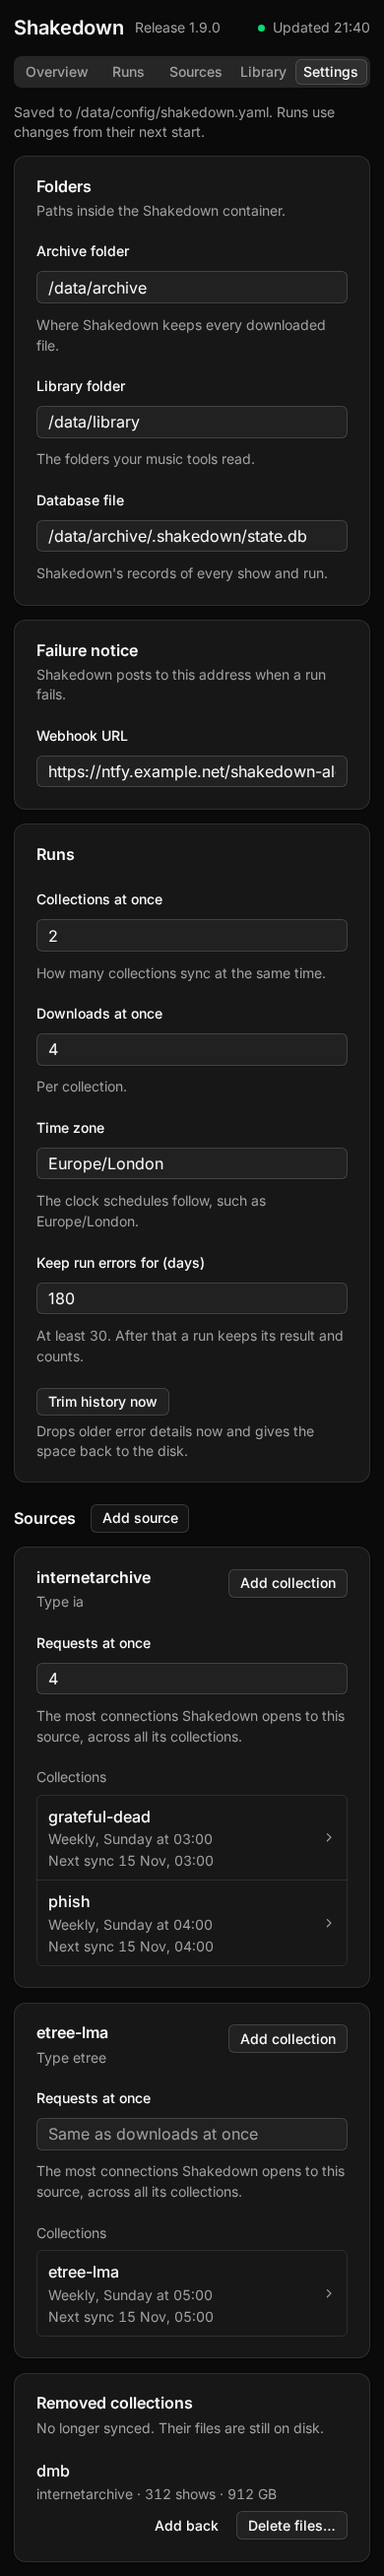 Shakedown Release 1.9.0 Updated 21:40
Overview Runs Sources Library Settings
Saved to /data/config/shakedown.yaml. Runs use
changes from their next start.
Folders
Paths inside the Shakedown container.
Archive folder
/data/archive
Where Shakedown keeps every downloaded
file.
Library folder
/data/library
The folders your music tools read.
Database file
/data/archive/.shakedown/state.db
Shakedown's records of every show and run.
Failure notice
Shakedown posts to this address when a run
fails.
Webhook URL
https://ntfy.example.net/shakedown-al
Runs
Collections at once
2
How many collections sync at the same time.
Downloads at once
4
Per collection.
Time zone
Europe/London
The clock schedules follow, such as
Europe/London.
Keep run errors for (days)
180
At least 30. After that a run keeps its result and
counts.
Trim history now
Drops older error details now and gives the
space back to the disk.
Sources Add source
internetarchive Add collection
Type ia
Requests at once
4
The most connections Shakedown opens to this
source, across all its collections.
Collections
grateful-dead
Weekly, Sunday at 03:00
Next sync 15 Nov, 03:00
phish
Weekly, Sunday at 04:00
Next sync 15 Nov, 04:00
etree-lma Add collection
Type etree
Requests at once
Same as downloads at once
The most connections Shakedown opens to this
source, across all its collections.
Collections
etree-lma
Weekly, Sunday at 05:00
Next sync 15 Nov, 05:00
Removed collections
No longer synced. Their files are still on disk.
dmb
internetarchive · 312 shows · 912 GB
Add back Delete files...